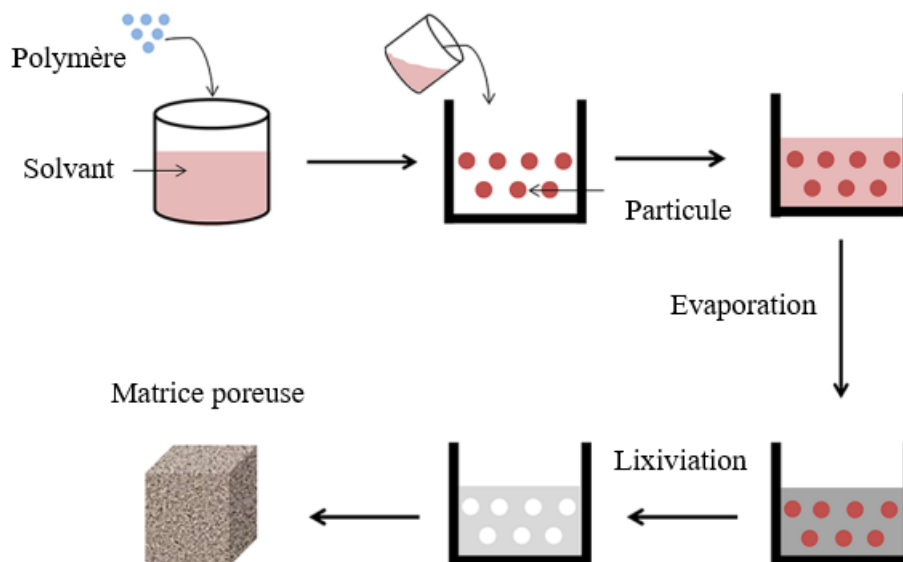 Polymère
Solvant
Particule
Evaporation
Matrice poreuse
Lixiviation